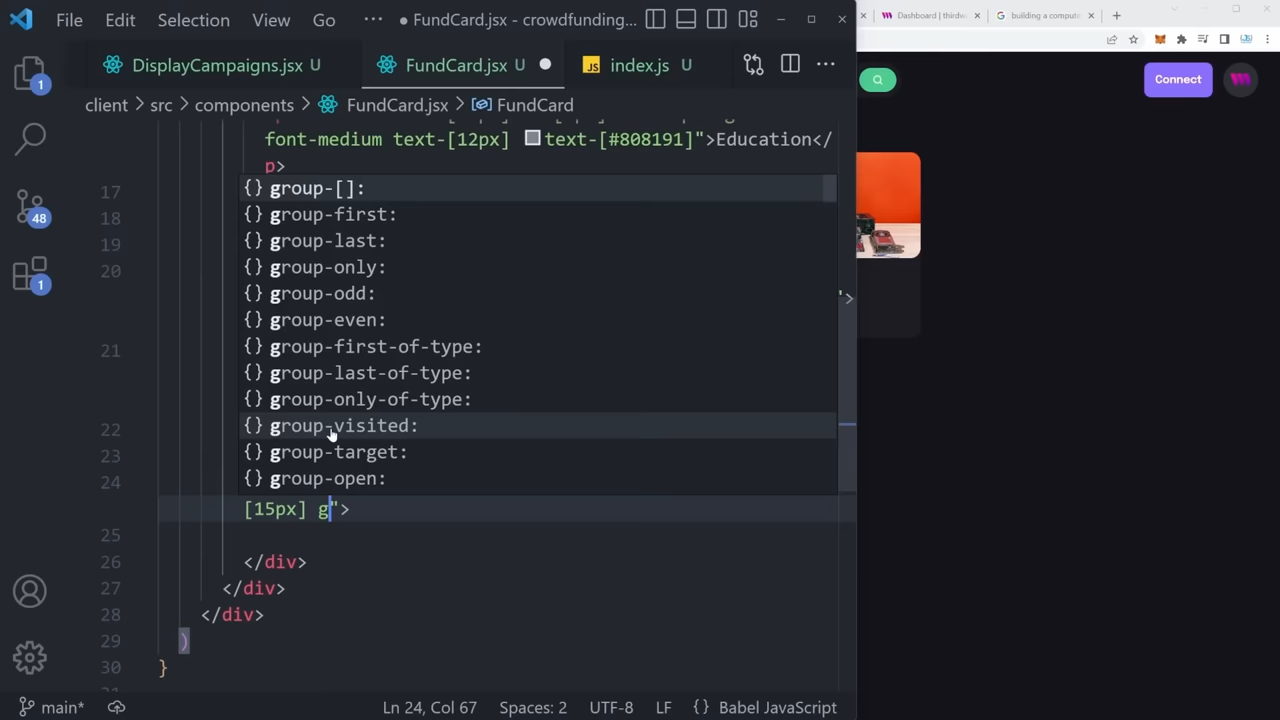 File Edit Selection View Go ··· ● FundCard.jsx - crowdfunding...
Dashboard | thirdw
building a compute
DisplayCampaigns.jsx U
FundCard.jsx U
index.js U
Connect
client > src > components > FundCard.jsx > FundCard
font-medium text-[12px] text-[#808191]">Education</
p>
17
18
19
20
21
22
23
24
25
26
27
28
29
30
{} group-[]:
{} group-first:
{} group-last:
{} group-only:
{} group-odd:
{} group-even:
{} group-first-of-type:
{} group-last-of-type:
{} group-only-of-type:
{} group-visited:
{} group-target:
{} group-open:
'>
[15px] g">
</div>
</div>
</div>
)
}
1
48
1
main* Ln 24, Col 67 Spaces: 2 UTF-8 LF {} Babel JavaScript